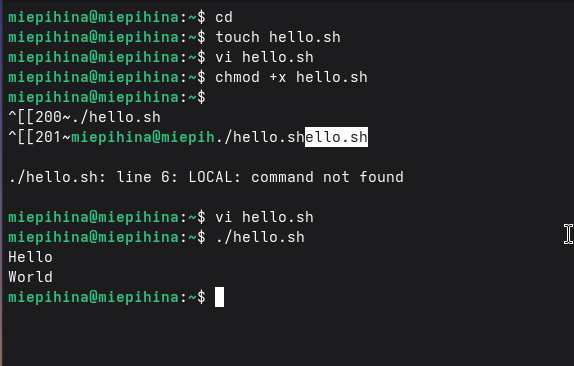 miepihina@miepihina:~$ cd
miepihina@miepihina:~$ touch hello.sh
miepihina@miepihina:~$ vi hello.sh
miepihina@miepihina:~$ chmod +x hello.sh
miepihina@miepihina:~$
^[[200~./hello.sh
^[[201~miepihina@miepih./hello.shello.sh
./hello.sh: line 6: LOCAL: command not found
miepihina@miepihina:~$ vi hello.sh
miepihina@miepihina:~$ ./hello.sh
Hello
World
miepihina@miepihina:~$